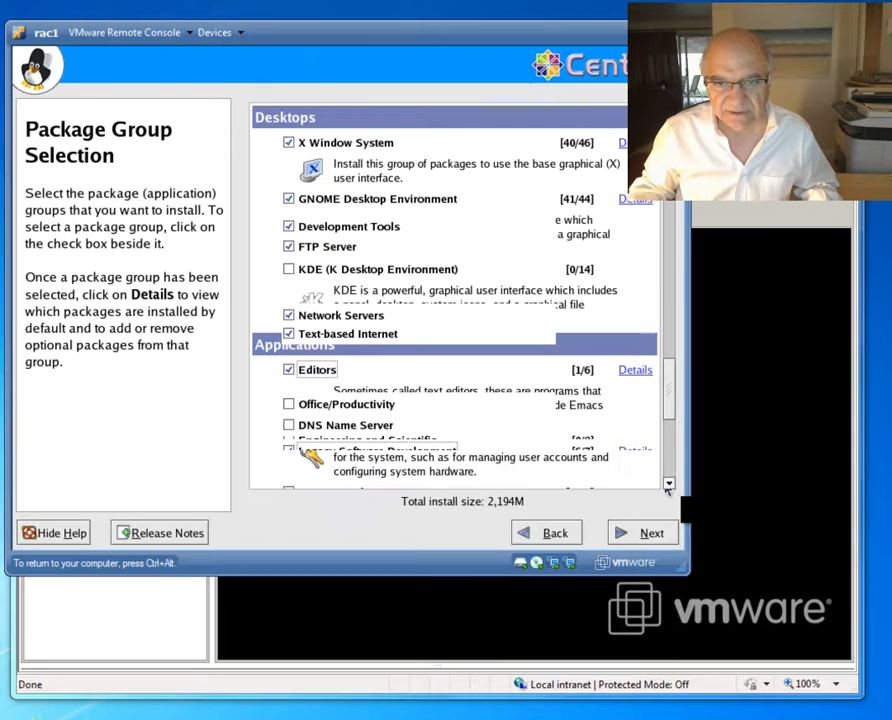 rac1 VMware Remote Console Devices
Cent
Package Group
Selection
Select the package (application)
groups that you want to install. To
select a package group, click on
the check box beside it.
Once a package group has been
selected, click on Details to view
which packages are installed by
default and to add or remove
optional packages from that
group.
Desktops
X Window System [40/46]
Install this group of packages to use the base graphical (X)
user interface.
GNOME Desktop Environment [41/44] Details
e which
Development Tools
a graphical
FTP Server
KDE (K Desktop Environment) [0/14]
KDE is a powerful, graphical user interface which includes
Network Servers
Text-based Internet
Applications
Editors [1/6] Details
Sometimes called text editors, these are programs that
Office/Productivity de Emacs
DNS Name Server
for the system, such as for managing user accounts and
configuring system hardware.
Total install size: 2,194M
Hide Help Release Notes Back Next
To return to your computer, press Ctrl+Alt.
vmware
vmware
Done Local intranet | Protected Mode: Off 100%